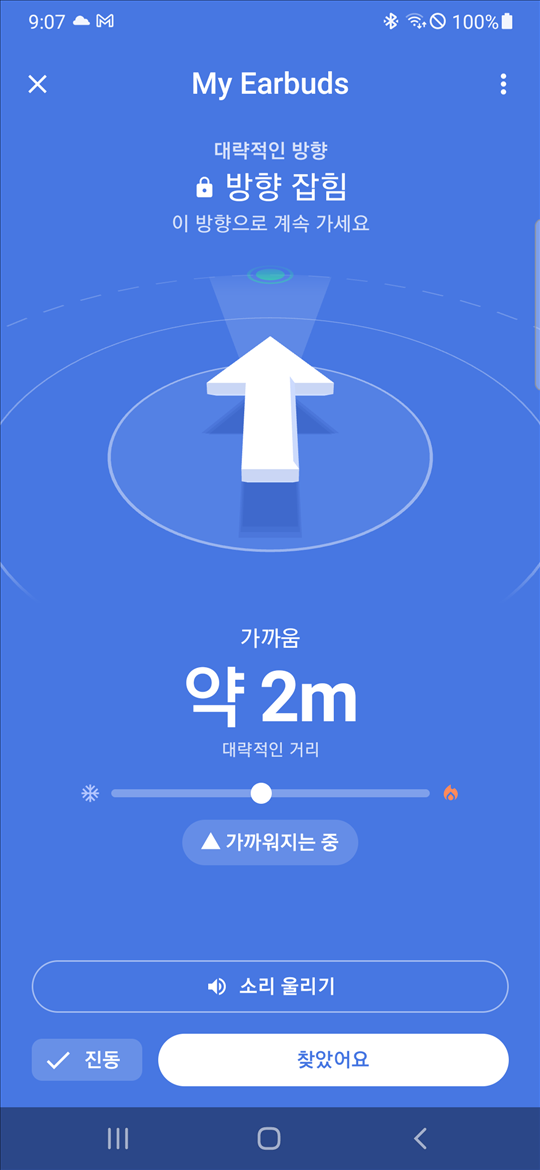 9:07
100%
My Earbuds
대략적인 방향
방향 잡힘
이 방향으로 계속 가세요
가까움
약 2m
대략적인 거리
가까워지는 중
소리 울리기
진동
찾았어요